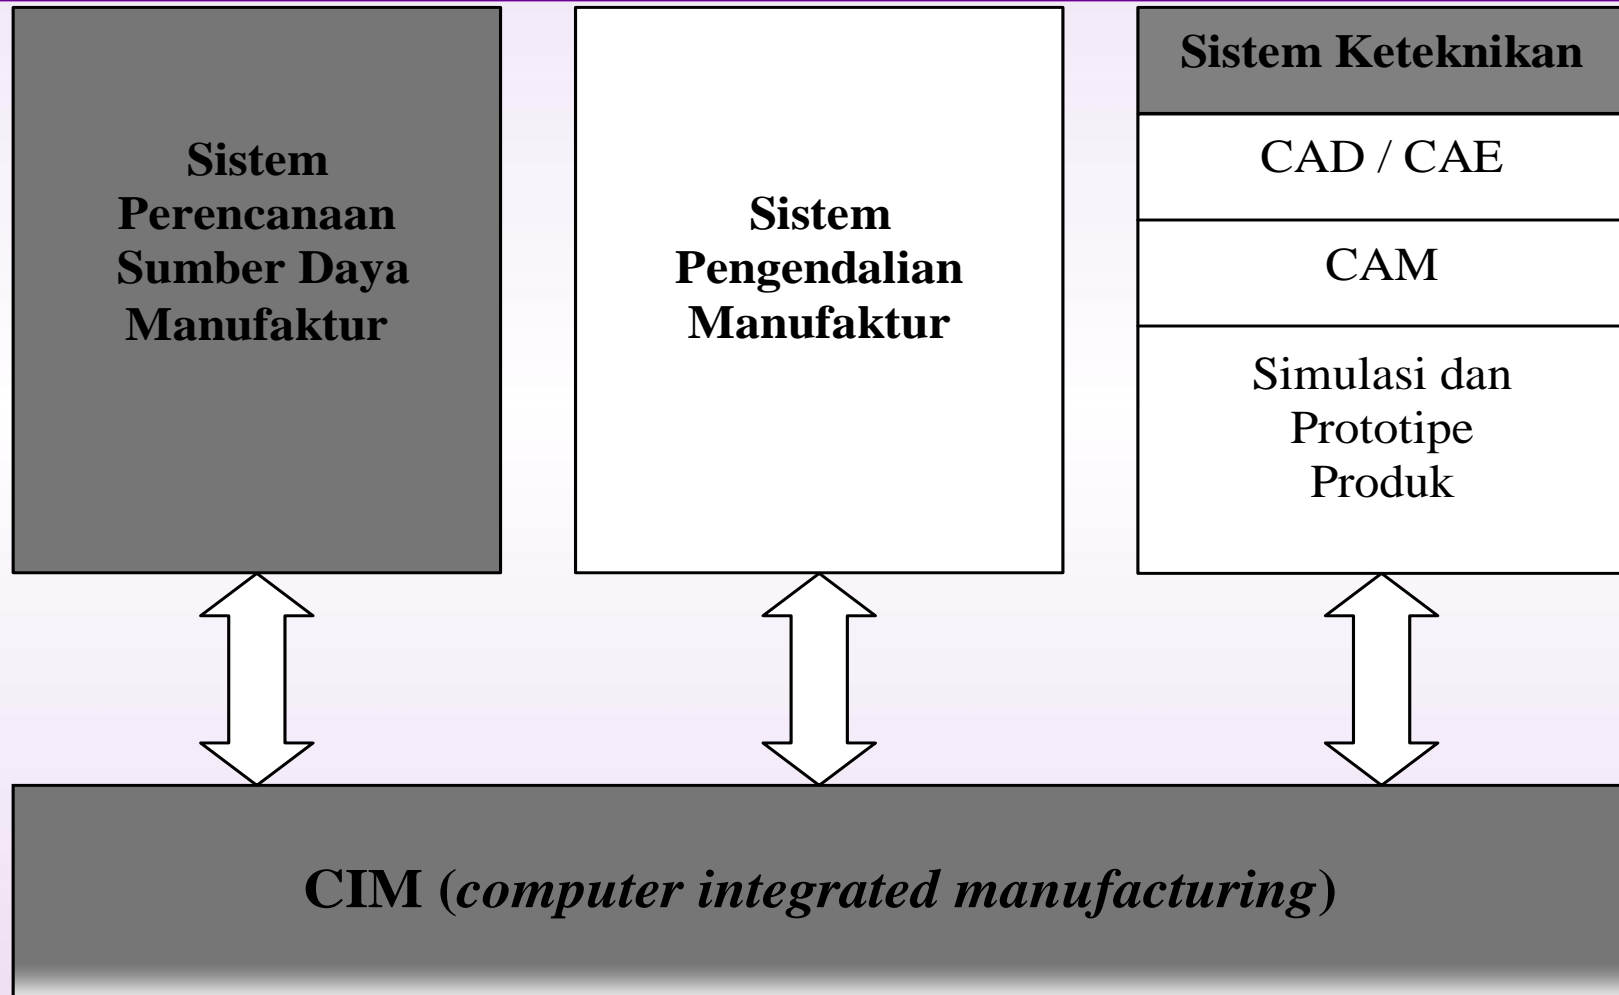 Sistem
Perencanaan
Sumber Daya
Manufaktur
Sistem
Pengendalian
Manufaktur
Sistem Keteknikan
CAD / CAE
CAM
Simulasi dan
Prototipe
Produk
CIM (computer integrated manufacturing)